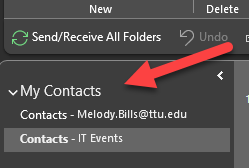 New Delete
Send/Receive All Folders Undo
My Contacts
Contacts - Melody.Bills@ttu.edu
Contacts - IT Events